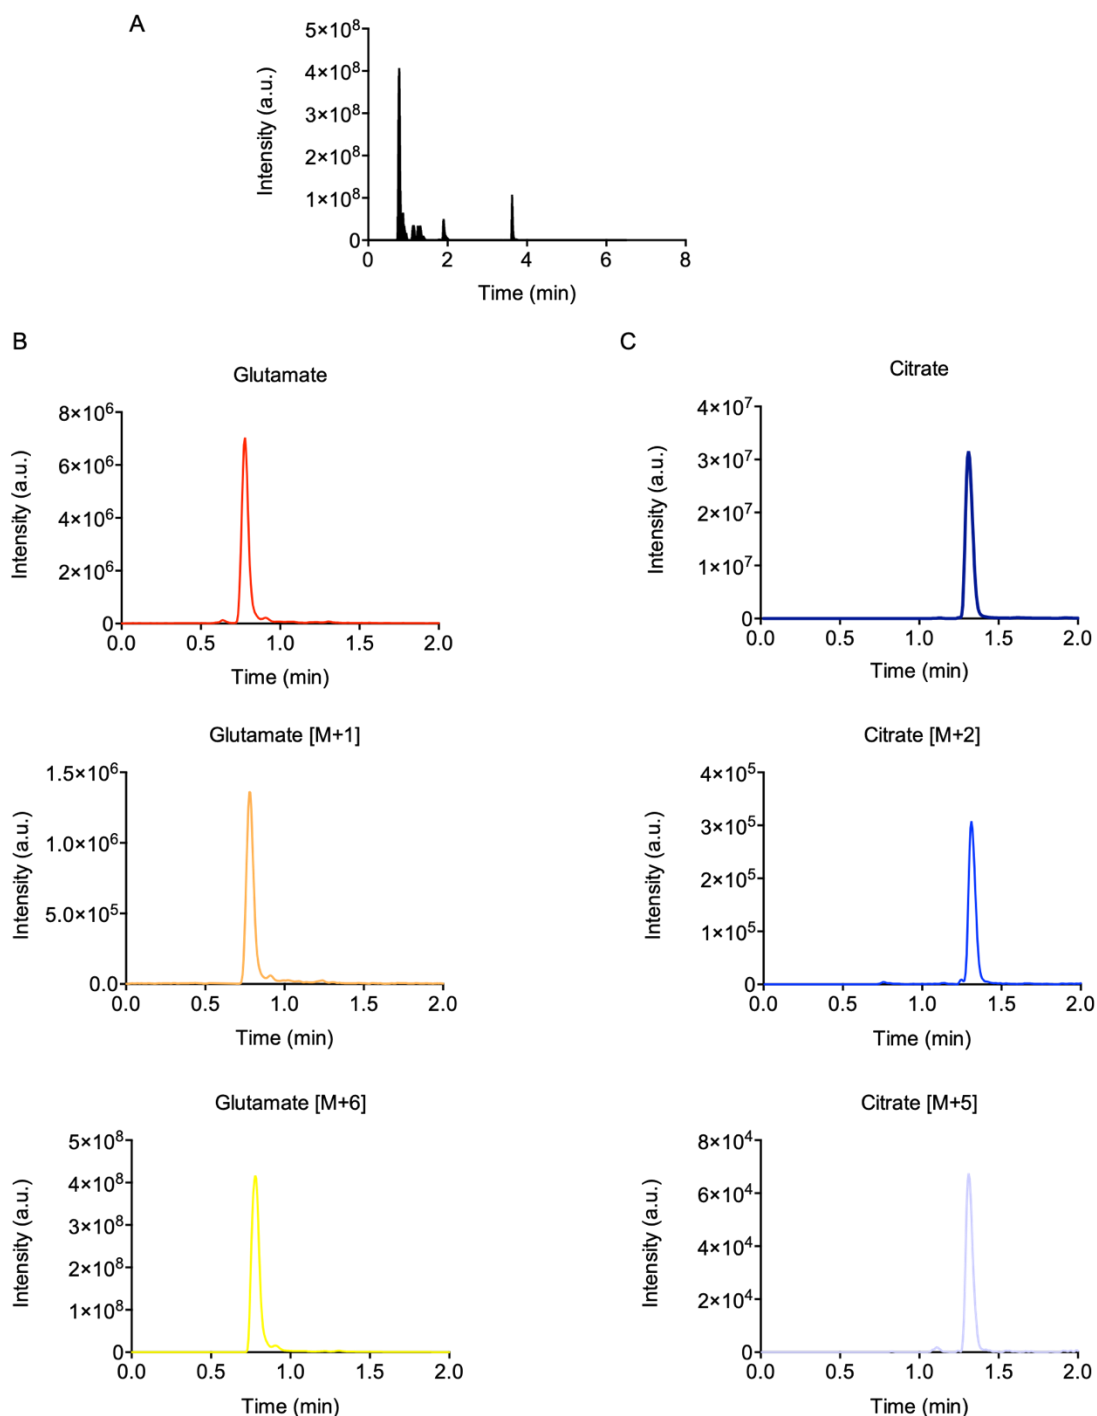 A
5×10⁸
4×10⁸
3×10⁸
2×10⁸
1×10⁸
0
Intensity (a.u.)
0 2 4 6 8
Time (min)
B
Glutamate
8×10⁶
6×10⁶
4×10⁶
2×10⁶
0
Intensity (a.u.)
0.0 0.5 1.0 1.5 2.0
Time (min)
Glutamate [M+1]
1.5×10⁶
1.0×10⁶
5.0×10⁵
0.0
Intensity (a.u.)
0.0 0.5 1.0 1.5 2.0
Time (min)
Glutamate [M+6]
5×10⁸
4×10⁸
3×10⁸
2×10⁸
1×10⁸
0
Intensity (a.u.)
0.0 0.5 1.0 1.5 2.0
Time (min)
C
Citrate
4×10⁷
3×10⁷
2×10⁷
1×10⁷
0
Intensity (a.u.)
0.0 0.5 1.0 1.5 2.0
Time (min)
Citrate [M+2]
4×10⁵
3×10⁵
2×10⁵
1×10⁵
0
Intensity (a.u.)
0.0 0.5 1.0 1.5 2.0
Time (min)
Citrate [M+5]
8×10⁴
6×10⁴
4×10⁴
2×10⁴
0
Intensity (a.u.)
0.0 0.5 1.0 1.5 2.0
Time (min)